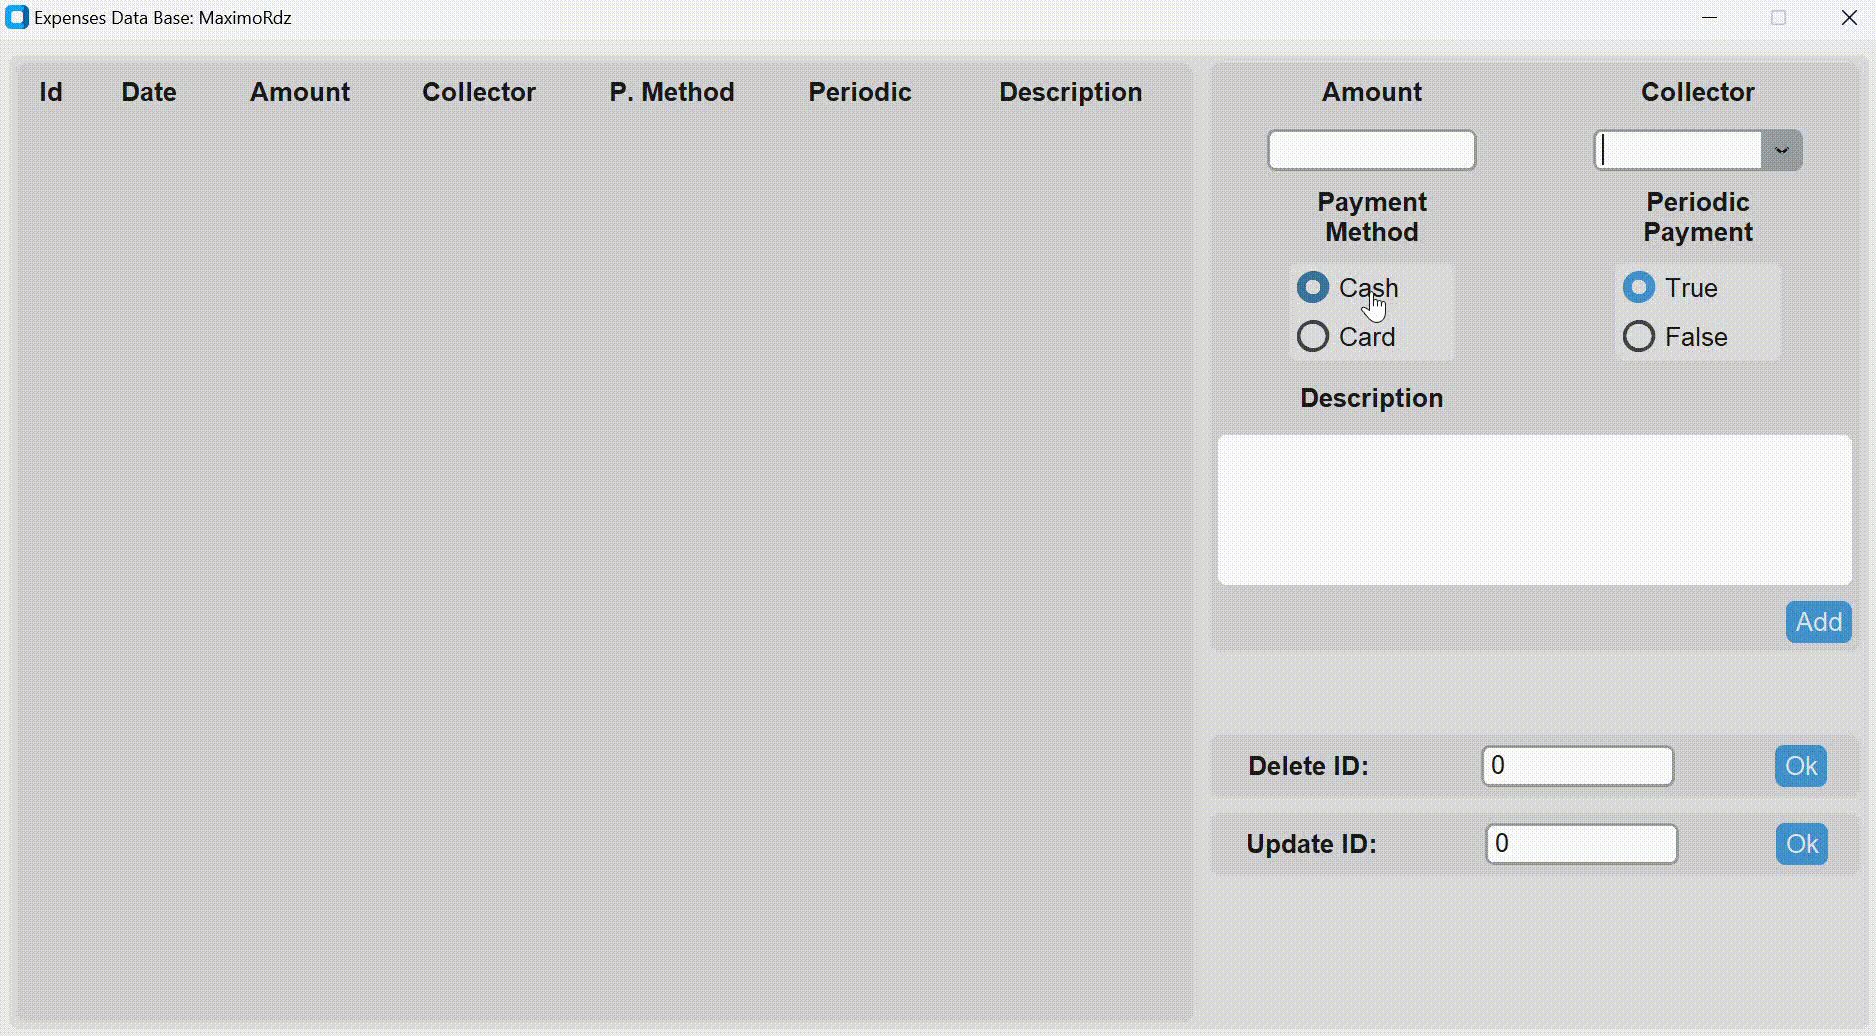 Expenses Data Base: MaximoRdz
Id Date Amount Collector P. Method Periodic Description
Amount Collector
Payment Method
Periodic Payment
Cash
Card
True
False
Description
Add
Delete ID: 0 Ok
Update ID: 0 Ok